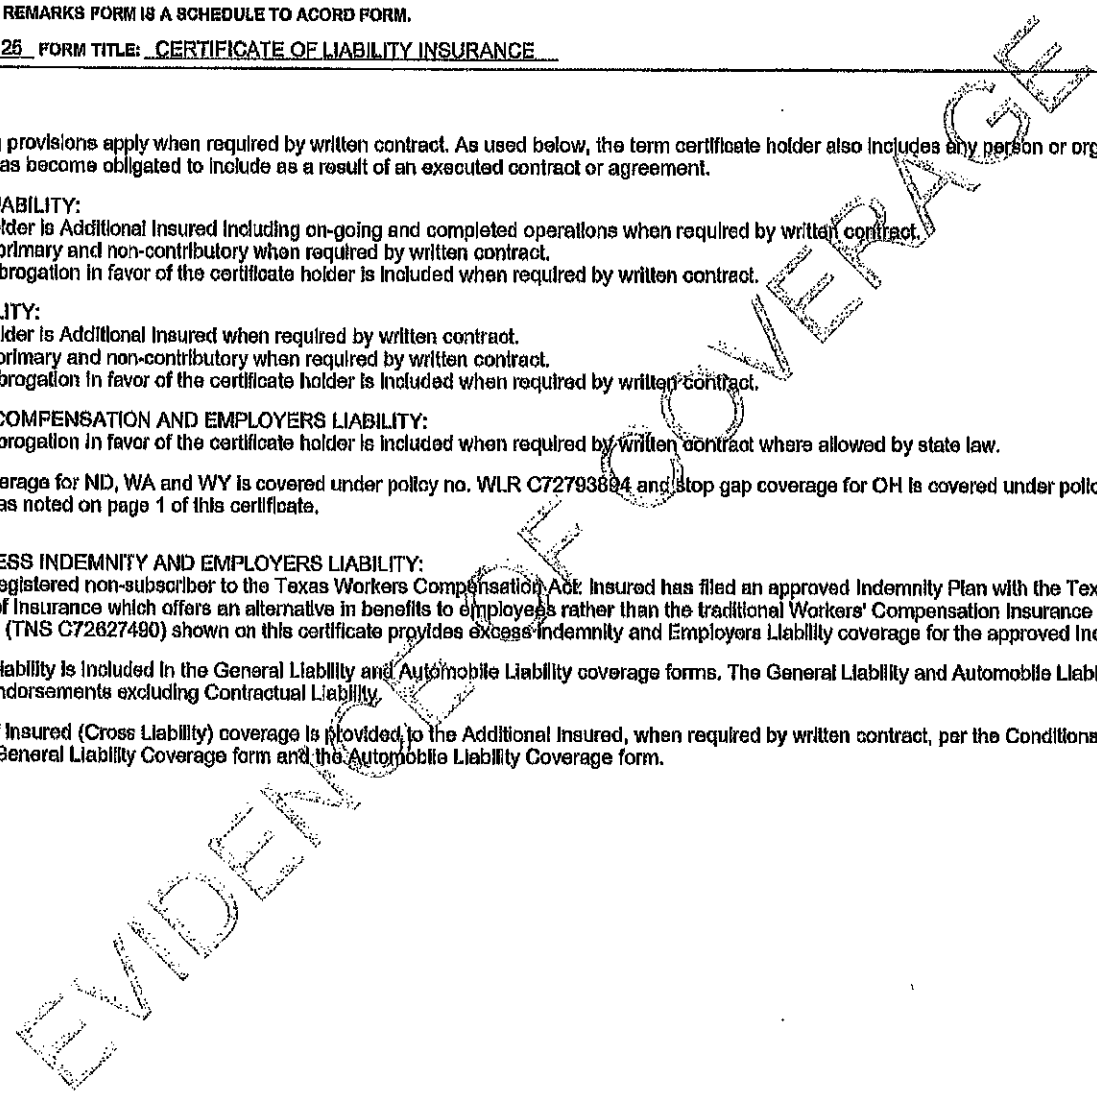 REMARKS FORM IS A SCHEDULE TO ACORD FORM.
25 FORM TITLE: CERTIFICATE OF LIABILITY INSURANCE
provisions apply when required by written contract. As used below, the term certificate holder also includes any person or org
as become obligated to include as a result of an executed contract or agreement.
ABILITY:
lder is Additional Insured including on-going and completed operations when required by written contract.
primary and non-contributory when required by written contract.
brogation in favor of the certificate holder is included when required by written contract.
LITY:
lder is Additional Insured when required by written contract.
primary and non-contributory when required by written contract.
brogation in favor of the certificate holder is included when required by written contract.
COMPENSATION AND EMPLOYERS LIABILITY:
brogation in favor of the certificate holder is included when required by written contract where allowed by state law.
erage for ND, WA and WY is covered under policy no. WLR C72793894 and stop gap coverage for OH is covered under polic
as noted on page 1 of this certificate.
ESS INDEMNITY AND EMPLOYERS LIABILITY:
egistered non-subscriber to the Texas Workers Compensation Act. Insured has filed an approved Indemnity Plan with the Tex
of Insurance which offers an alternative in benefits to employees rather than the traditional Workers' Compensation Insurance
(TNS C72627490) shown on this certificate provides excess indemnity and Employers Liability coverage for the approved Ind
iability is included in the General Liability and Automobile Liability coverage forms. The General Liability and Automobile Liabi
ndorsements excluding Contractual Liability.
f Insured (Cross Liability) coverage is provided to the Additional Insured, when required by written contract, per the Conditions
General Liability Coverage form and the Automobile Liability Coverage form.
EVIDENCE OF COVERAGE